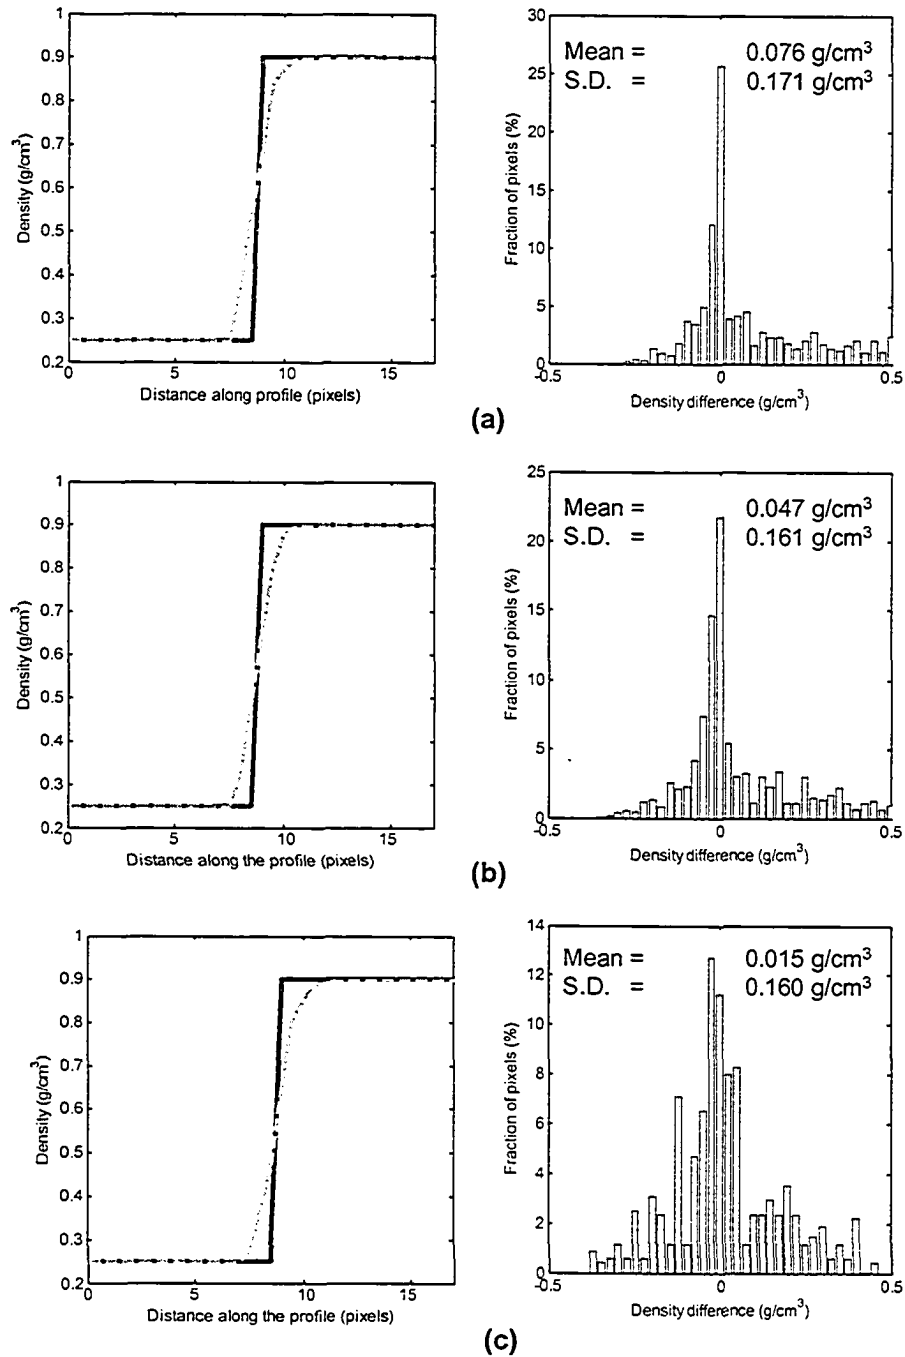 1
0.9
0.8
0.7
0.6
0.5
0.4
0.3
0.2
Density (g/cm³)
0 5 10 15
Distance along profile (pixels)
30
25
20
15
10
5
0
Fraction of pixels (%)
Mean = 0.076 g/cm³
S.D. = 0.171 g/cm³
-0.5 0 0.5
Density difference (g/cm³)
(a)
1
0.9
0.8
0.7
0.6
0.5
0.4
0.3
0.2
Density (g/cm³)
0 5 10 15
Distance along the profile (pixels)
25
20
15
10
5
0
Fraction of pixels (%)
Mean = 0.047 g/cm³
S.D. = 0.161 g/cm³
-0.5 0 0.5
Density difference (g/cm³)
(b)
1
0.9
0.8
0.7
0.6
0.5
0.4
0.3
0.2
Density (g/cm³)
0 5 10 15
Distance along the profile (pixels)
14
12
10
8
6
4
2
0
Fraction of pixels (%)
Mean = 0.015 g/cm³
S.D. = 0.160 g/cm³
-0.5 0 0.5
Density difference (g/cm³)
(c)